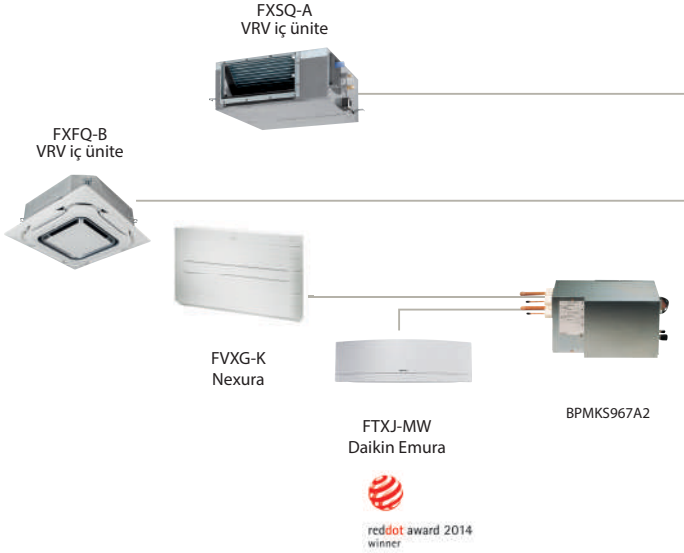 FXSQ-A
VRV iç ünite
FXFQ-B
VRV iç ünite
FVXG-K
Nexura
FTXJ-MW
Daikin Emura
BPMKS967A2
reddot award 2014
winner